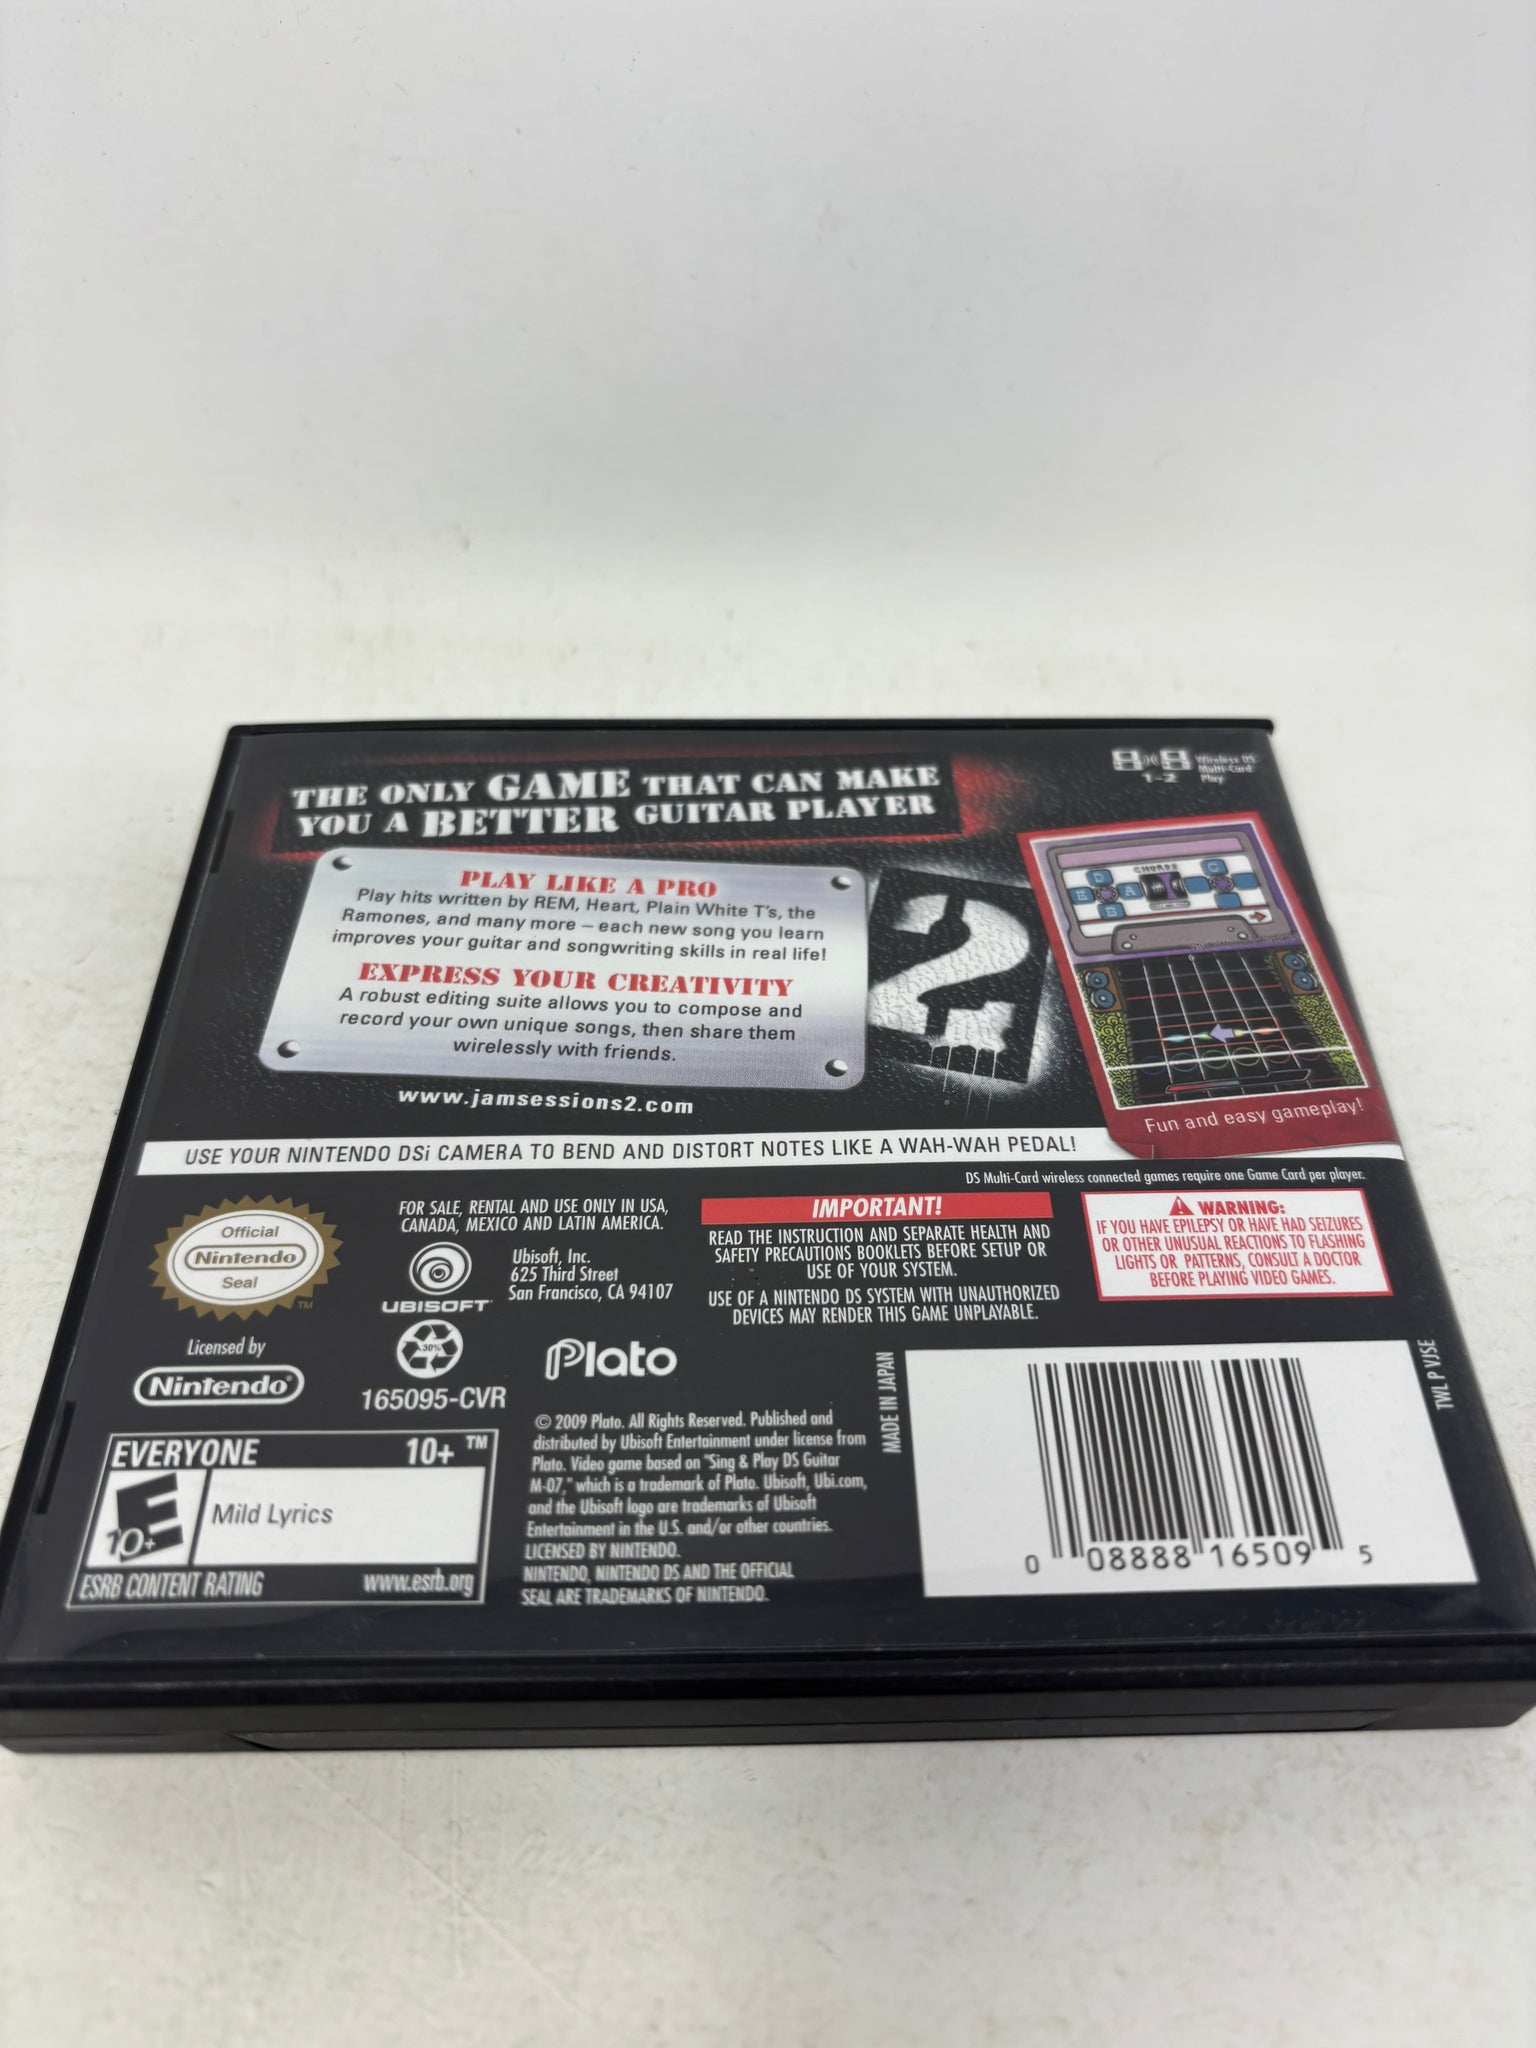 THE ONLY GAME THAT CAN MAKE
YOU A BETTER GUITAR PLAYER
1-2
Wireless DS
Multi-Card
Play
PLAY LIKE A PRO
Play hits written by REM, Heart, Plain White T's, the
Ramones, and many more – each new song you learn
improves your guitar and songwriting skills in real life!
EXPRESS YOUR CREATIVITY
A robust editing suite allows you to compose and
record your own unique songs, then share them
wirelessly with friends.
www.jamsessions2.com
2
CHORDS
D
E
A
B
C
Fun and easy gameplay!
USE YOUR NINTENDO DSi CAMERA TO BEND AND DISTORT NOTES LIKE A WAH-WAH PEDAL!
DS Multi-Card wireless connected games require one Game Card per player.
Official
Nintendo
Seal
TM
Licensed by
Nintendo®
FOR SALE, RENTAL AND USE ONLY IN USA,
CANADA, MEXICO AND LATIN AMERICA.
UBISOFT
Ubisoft, Inc.
625 Third Street
San Francisco, CA 94107
30%
165095-CVR
IMPORTANT!
READ THE INSTRUCTION AND SEPARATE HEALTH AND
SAFETY PRECAUTIONS BOOKLETS BEFORE SETUP OR
USE OF YOUR SYSTEM.
USE OF A NINTENDO DS SYSTEM WITH UNAUTHORIZED
DEVICES MAY RENDER THIS GAME UNPLAYABLE.
WARNING:
IF YOU HAVE EPILEPSY OR HAVE HAD SEIZURES
OR OTHER UNUSUAL REACTIONS TO FLASHING
LIGHTS OR PATTERNS, CONSULT A DOCTOR
BEFORE PLAYING VIDEO GAMES.
EVERYONE 10+ TM
E
10+
Mild Lyrics
ESRB CONTENT RATING www.esrb.org
Plato
© 2009 Plato. All Rights Reserved. Published and
distributed by Ubisoft Entertainment under license from
Plato. Video game based on "Sing & Play DS Guitar
M-07," which is a trademark of Plato. Ubisoft, Ubi.com,
and the Ubisoft logo are trademarks of Ubisoft
Entertainment in the U.S. and/or other countries.
LICENSED BY NINTENDO.
NINTENDO, NINTENDO DS AND THE OFFICIAL
SEAL ARE TRADEMARKS OF NINTENDO.
MADE IN JAPAN
0 08888 16509 5
TWL P VJSE